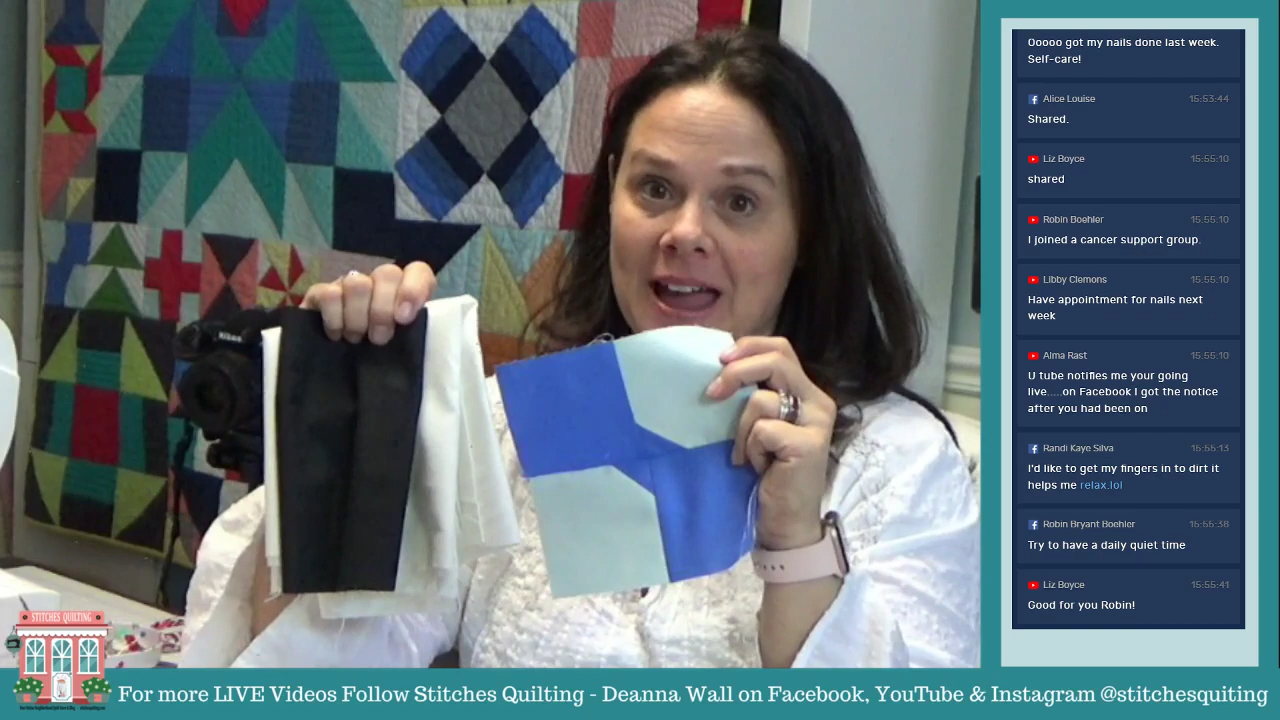 Ooooo got my nails done last week.
Self-care!
Alice Louise 15:53:44
Shared.
Liz Boyce 15:55:10
shared
Robin Boehler 15:55:10
I joined a cancer support group.
Libby Clemons 15:55:10
Have appointment for nails next
week
Alma Rast 15:55:10
U tube notifies me your going
live.....on Facebook I got the notice
after you had been on
Randi Kaye Silva 15:55:13
I'd like to get my fingers in to dirt it
helps me relax.lol
Robin Bryant Boehler 15:55:38
Try to have a daily quiet time
Liz Boyce 15:55:41
Good for you Robin!
Nikon
STITCHES QUILTING
For more LIVE Videos Follow Stitches Quilting - Deanna Wall on Facebook, YouTube & Instagram @stitchesquiting